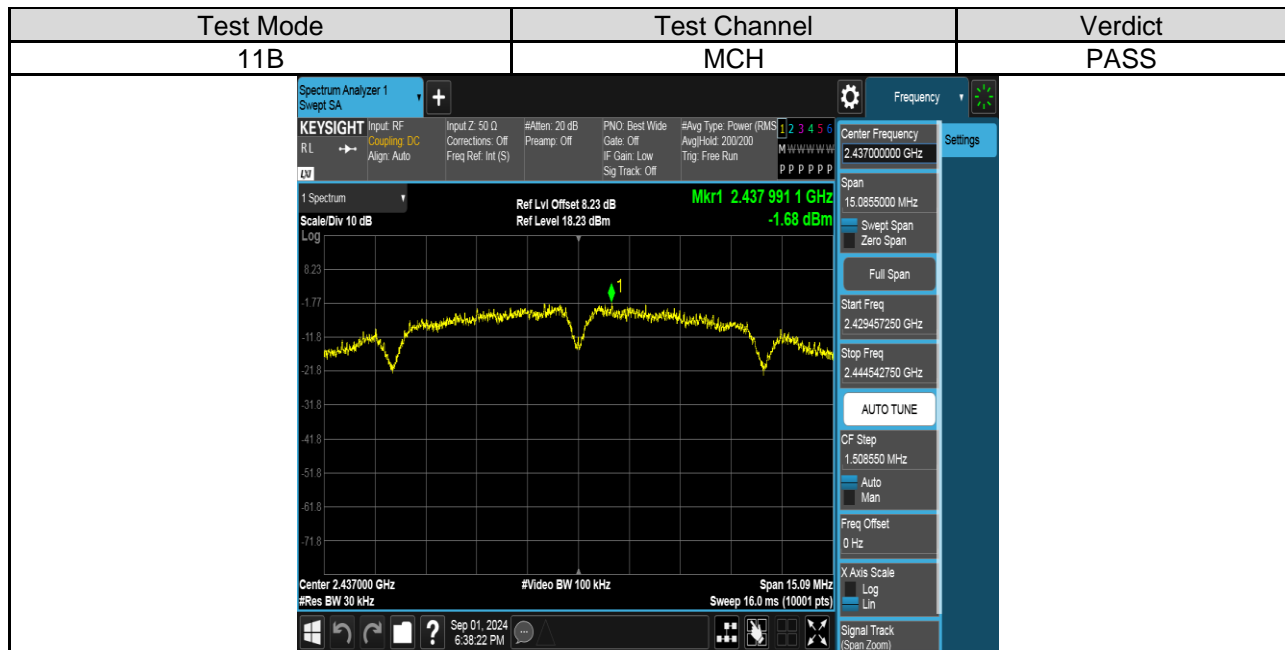 Test Mode Test Channel Verdict
11B MCH PASS
Spectrum Analyzer 1
Swept SA
+
Frequency
KEYSIGHT
RL
LXI
Input: RF
Coupling: DC
Align: Auto
Input Z: 50 Ω
Corrections: Off
Freq Ref: Int (S)
#Atten: 20 dB
Preamp: Off
PNO: Best Wide
Gate: Off
IF Gain: Low
Sig Track: Off
#Avg Type: Power (RMS
Avg|Hold: 200/200
Trig: Free Run
1 2 3 4 5 6
M W W W W W
P P P P P P
1 Spectrum
Scale/Div 10 dB
Log
Ref Lvl Offset 8.23 dB
Ref Level 18.23 dBm
Mkr1 2.437 991 1 GHz
-1.68 dBm
1
8.23
-1.77
-11.8
-21.8
-31.8
-41.8
-51.8
-61.8
-71.8
Center 2.437000 GHz
#Res BW 30 kHz
#Video BW 100 kHz
Span 15.09 MHz
Sweep 16.0 ms (10001 pts)
Center Frequency
2.437000000 GHz
Settings
Span
15.0855000 MHz
Swept Span
Zero Span
Full Span
Start Freq
2.429457250 GHz
Stop Freq
2.444542750 GHz
AUTO TUNE
CF Step
1.508550 MHz
Auto
Man
Freq Offset
0 Hz
X Axis Scale
Log
Lin
Signal Track
(Span Zoom)
?
Sep 01, 2024
6:38:22 PM